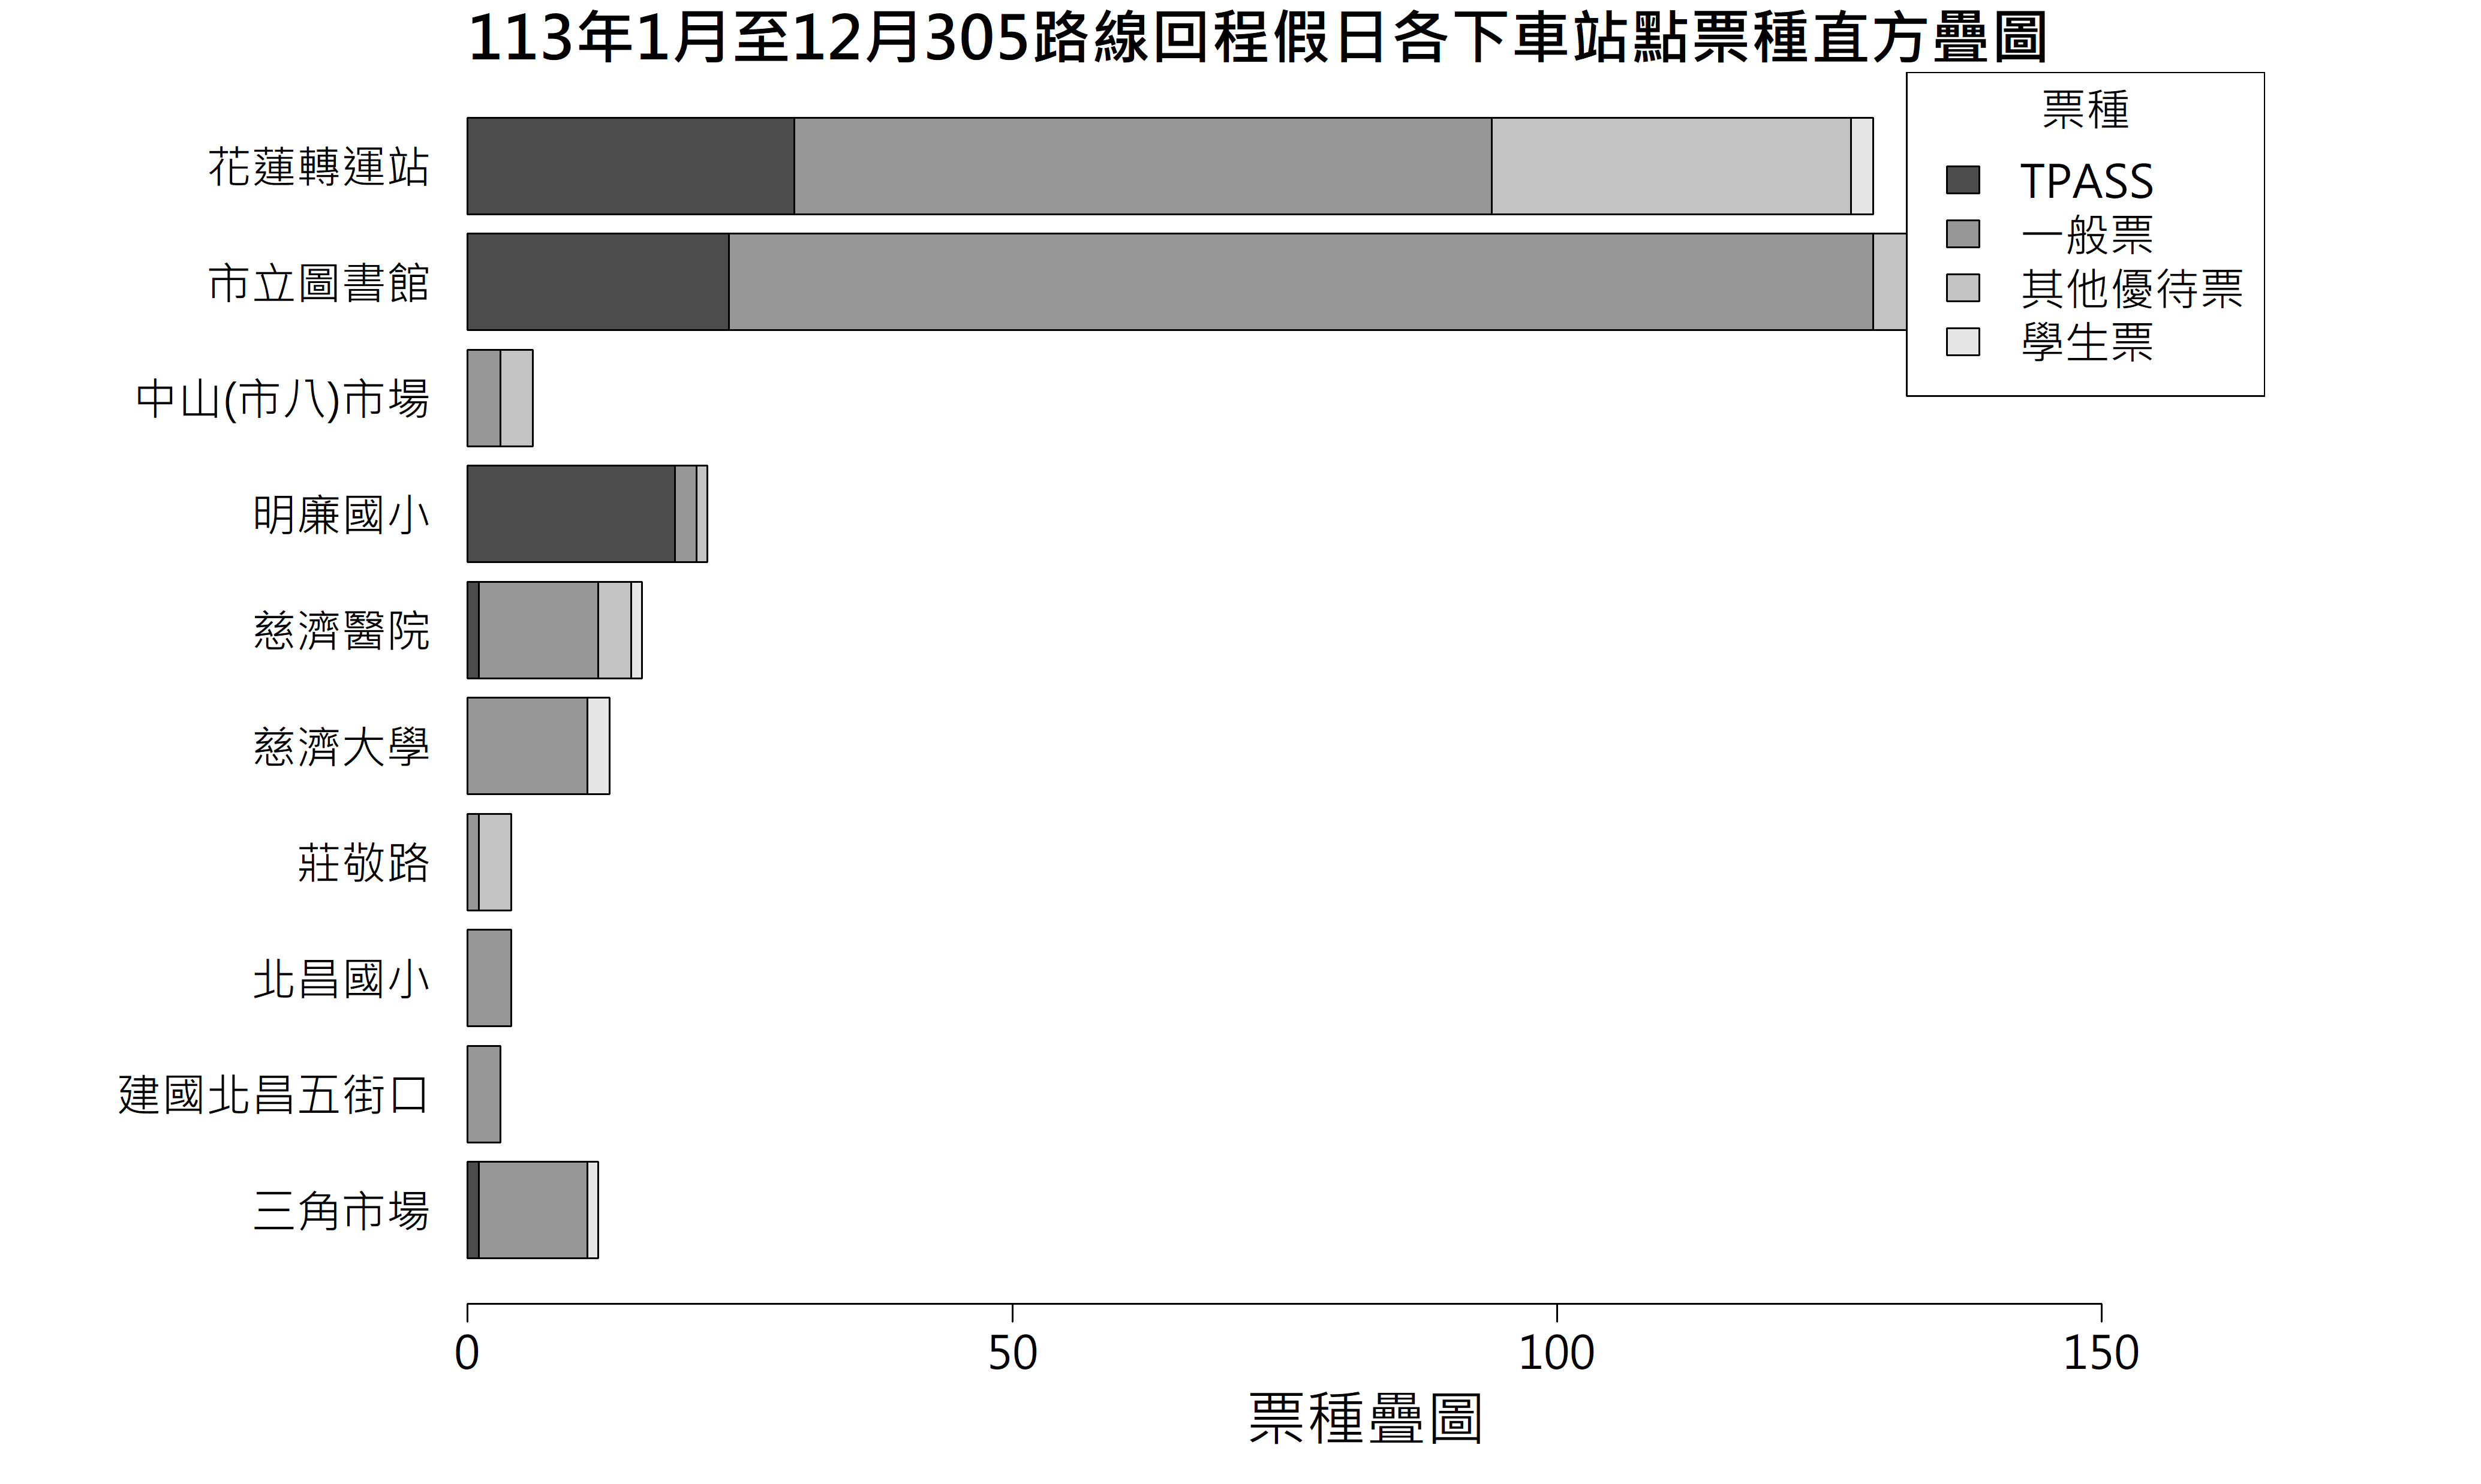 113年1月至12月305路線回程假日各下車站點票種直方疊圖
票種
TPASS
一般票
其他優待票
學生票
花蓮轉運站
市立圖書館
中山(市八)市場
明廉國小
慈濟醫院
慈濟大學
莊敬路
北昌國小
建國北昌五街口
三角市場
0 50 100 150
票種疊圖